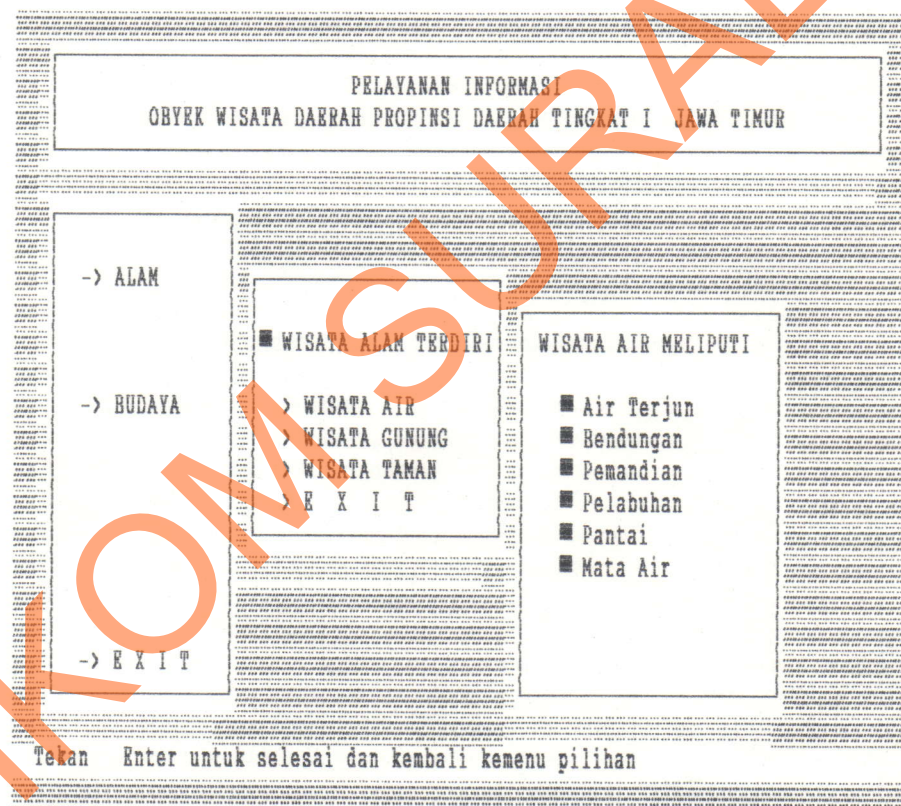 PELAYANAN INFORMASI
OBYEK WISATA DAERAH PROPINSI DAERAH TINGKAT I JAWA TIMUR
-> ALAM
-> BUDAYA
-> E X I T
■ WISATA ALAM TERDIRI
> WISATA AIR
> WISATA GUNUNG
> WISATA TAMAN
> E X I T
WISATA AIR MELIPUTI
■ Air Terjun
■ Bendungan
■ Pemandian
■ Pelabuhan
■ Pantai
■ Mata Air
Tekan Enter untuk selesai dan kembali kemenu pilihan
KOM SURA